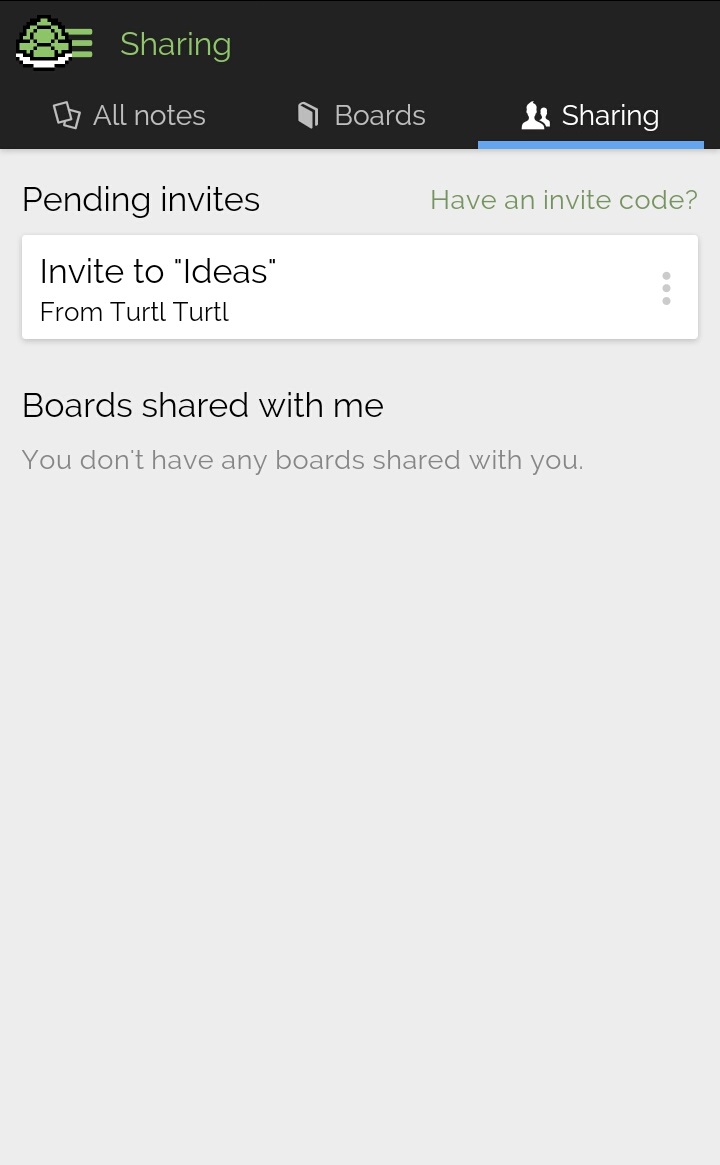 Sharing
All notes
Boards
Sharing
Pending invites
Have an invite code?
Invite to "Ideas"
From Turtl Turtl
Boards shared with me
You don't have any boards shared with you.